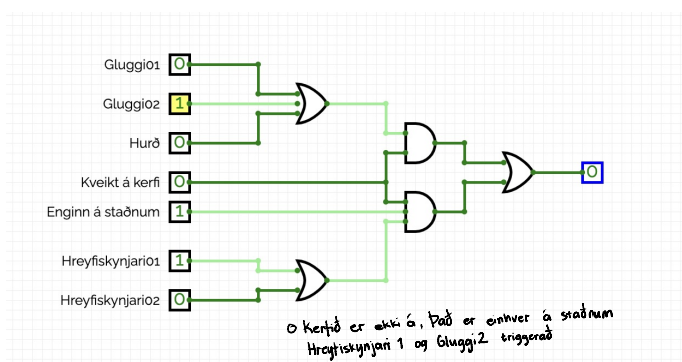 Gluggi01 0
Gluggi02 1
Hurð 0
Kveikt á kerfi 0
0
Enginn á staðnum 1
Hreyfiskynjari01 1
Hreyfiskynjari02 0
0 Kerfið er ekki á, það er einhver á staðnum
Hreyfiskynjari 1 og Gluggi2 triggerað